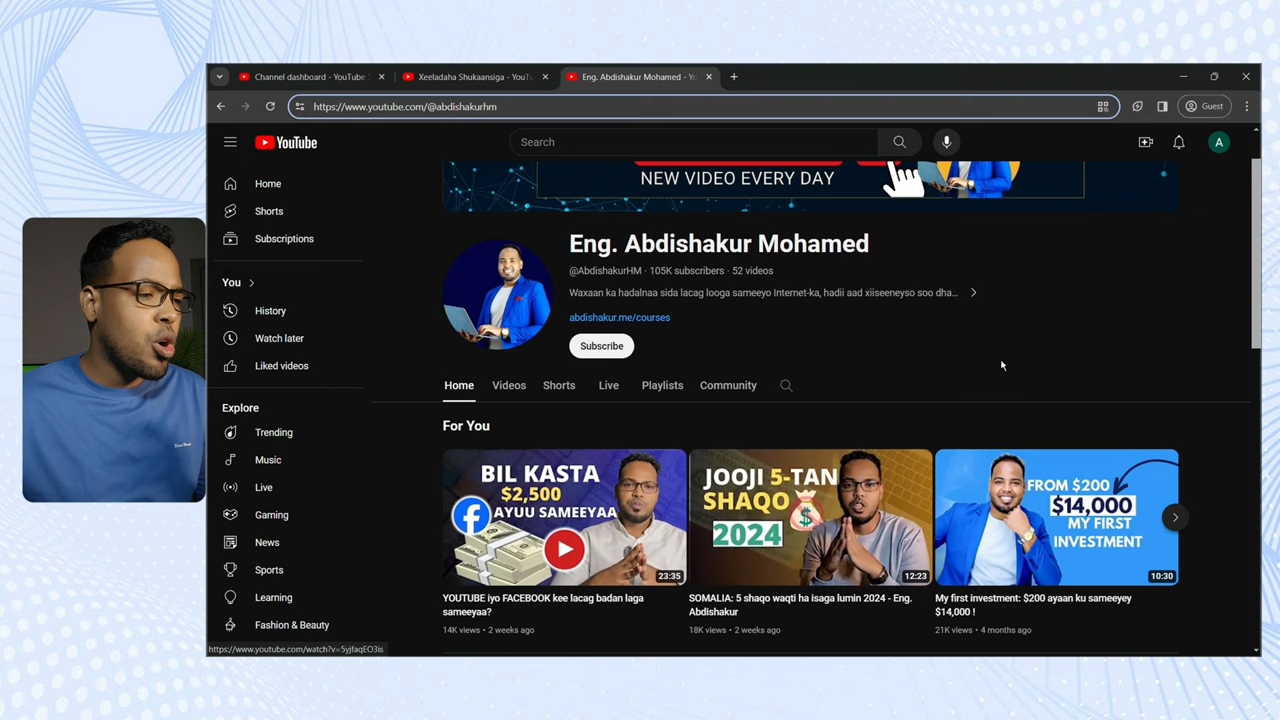 Channel dashboard - YouTube
Xeeladaha Shukaansiga - YouTu
Eng. Abdishakur Mohamed - Yo
https://www.youtube.com/@abdishakurhm
Guest
YouTube
Search
A
Home
Shorts
Subscriptions
You
History
Watch later
Liked videos
Explore
Trending
Music
Live
Gaming
News
Sports
Learning
Fashion & Beauty
NEW VIDEO EVERY DAY
Eng. Abdishakur Mohamed
@AbdishakurHM · 105K subscribers · 52 videos
Waxaan ka hadalnaa sida lacag looga sameeyo Internet-ka, hadii aad xiiseeneyso soo dha...
abdishakur.me/courses
Subscribe
Home Videos Shorts Live Playlists Community
For You
BIL KASTA
$2,500
AYUU SAMEEYAA
23:35
YOUTUBE iyo FACEBOOK kee lacag badan laga
sameeyaa?
14K views • 2 weeks ago
JOOJI 5-TAN
SHAQO
2024
12:23
SOMALIA: 5 shaqo waqti ha isaga lumin 2024 - Eng.
Abdishakur
18K views • 2 weeks ago
FROM $200
$14,000
MY FIRST
INVESTMENT
10:30
My first investment: $200 ayaan ku sameeyey
$14,000 !
21K views • 4 months ago
https://www.youtube.com/watch?v=5yjfaqEO3is